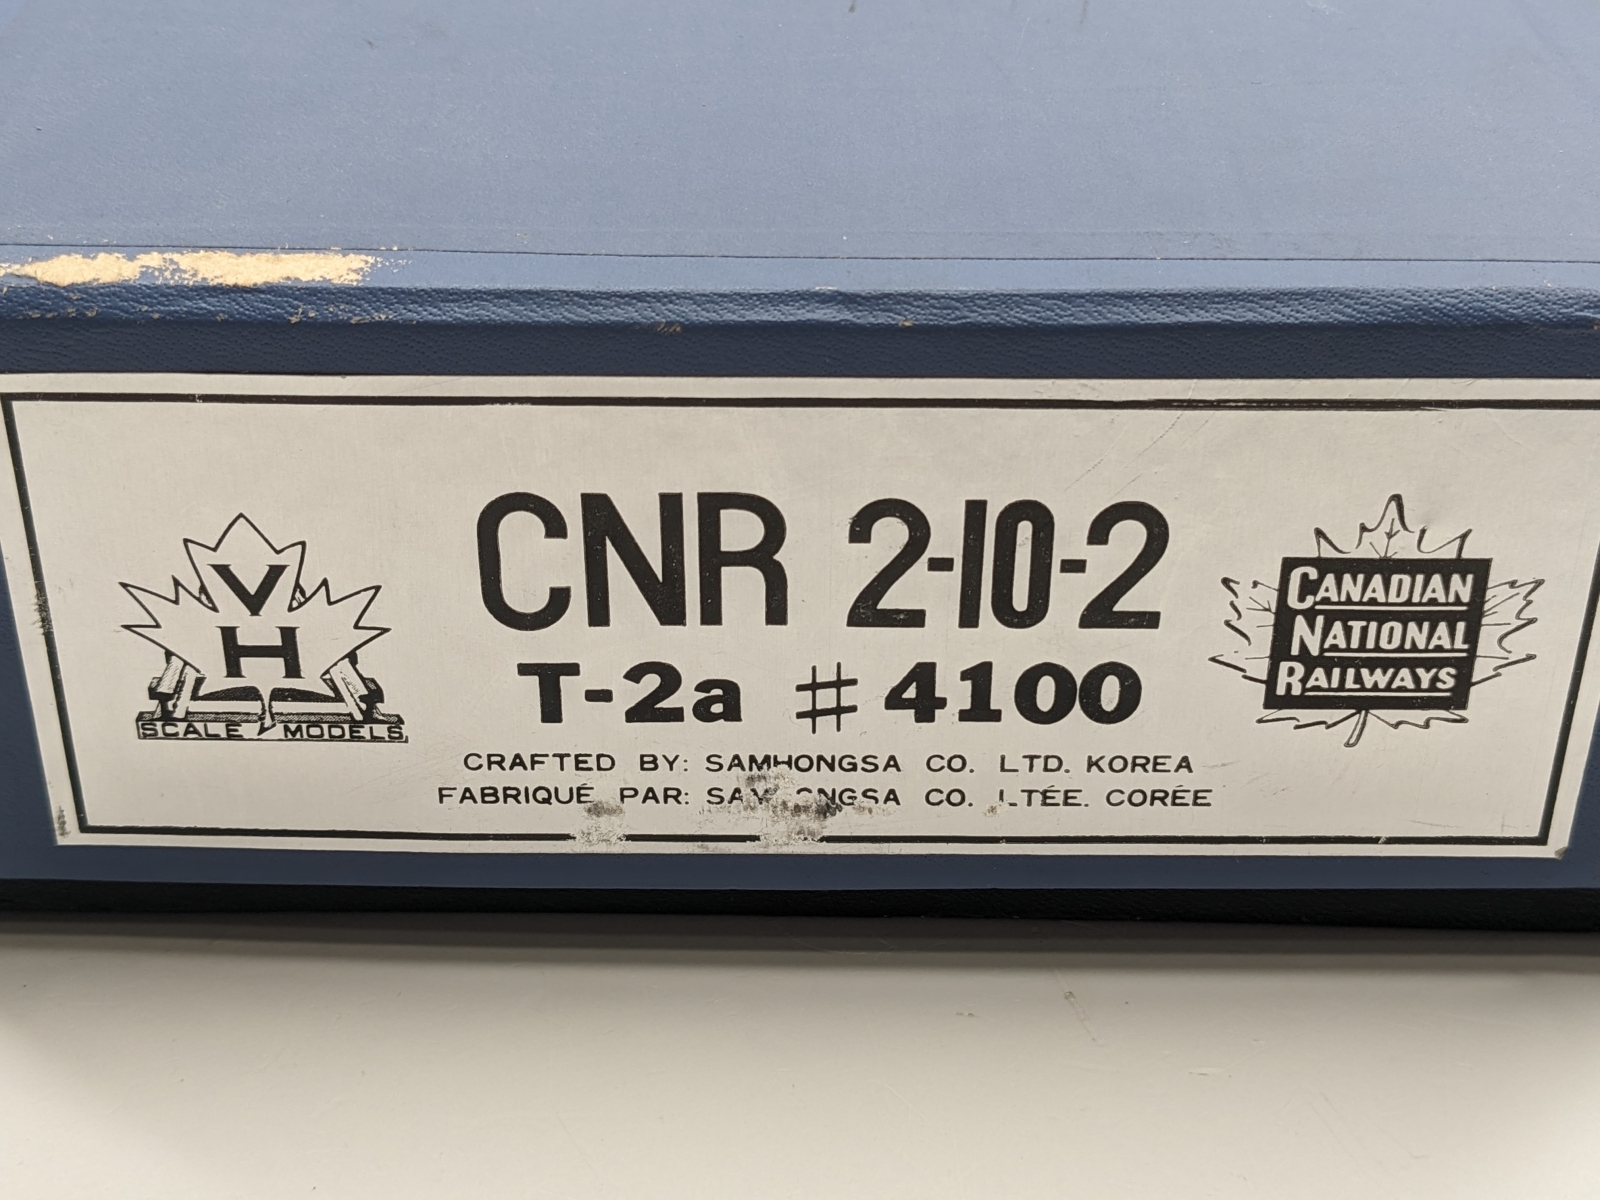 VH
SCALE MODELS
CNR 2-10-2
T-2a #4100
CRAFTED BY: SAMHONGSA CO. LTD. KOREA
FABRIQUÉ PAR: CO. LTÉE. CORÉE
CANADIAN
NATIONAL
RAILWAYS